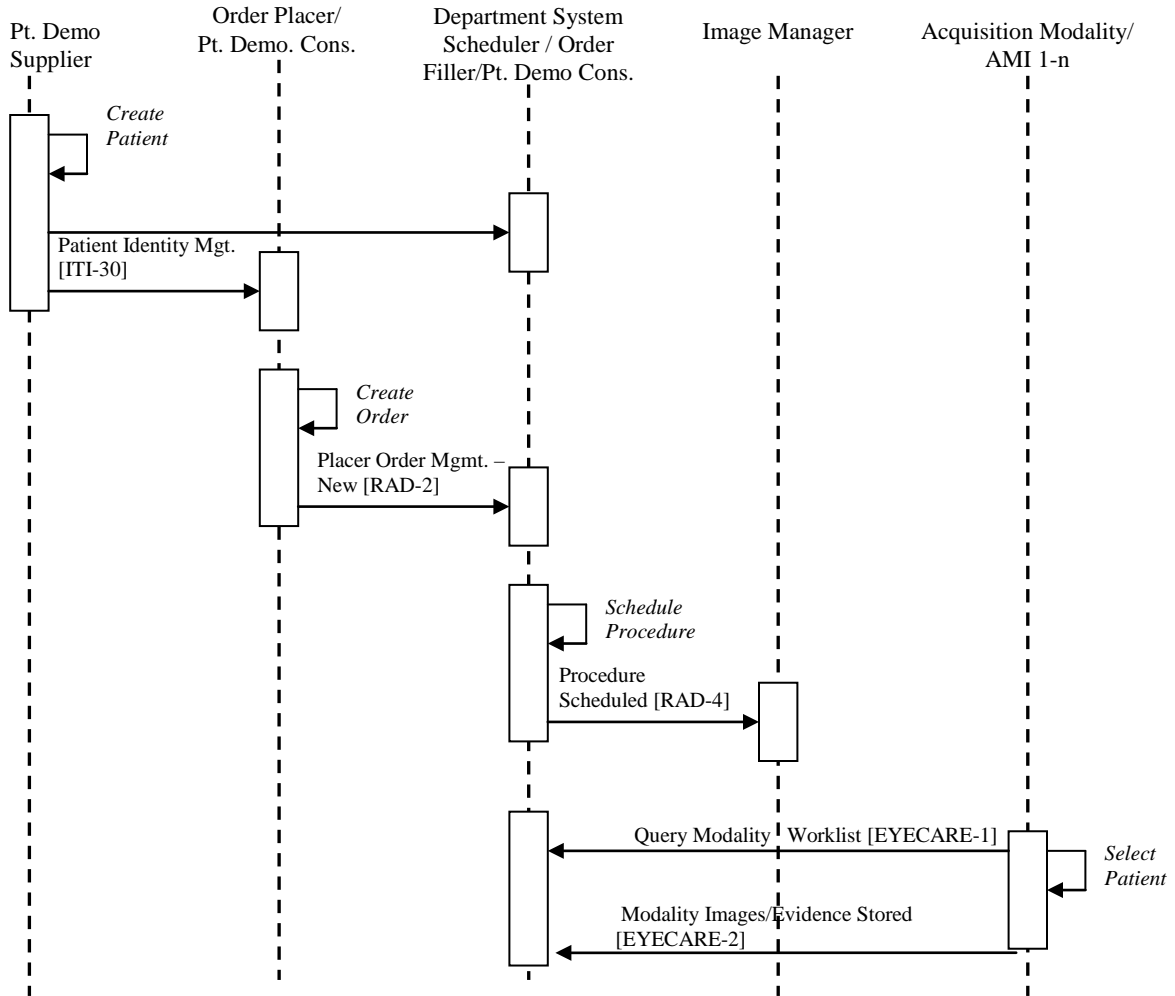 Pt. Demo
Supplier
Order Placer/
Pt. Demo. Cons.
Department System
Scheduler / Order
Filler/Pt. Demo Cons.
Image Manager
Acquisition Modality/
AMI 1-n
Create
Patient
Patient Identity Mgt.
[ITI-30]
Create
Order
Placer Order Mgmt. –
New [RAD-2]
Schedule
Procedure
Procedure
Scheduled [RAD-4]
Query Modality Worklist [EYECARE-1]
Select
Patient
Modality Images/Evidence Stored
[EYECARE-2]